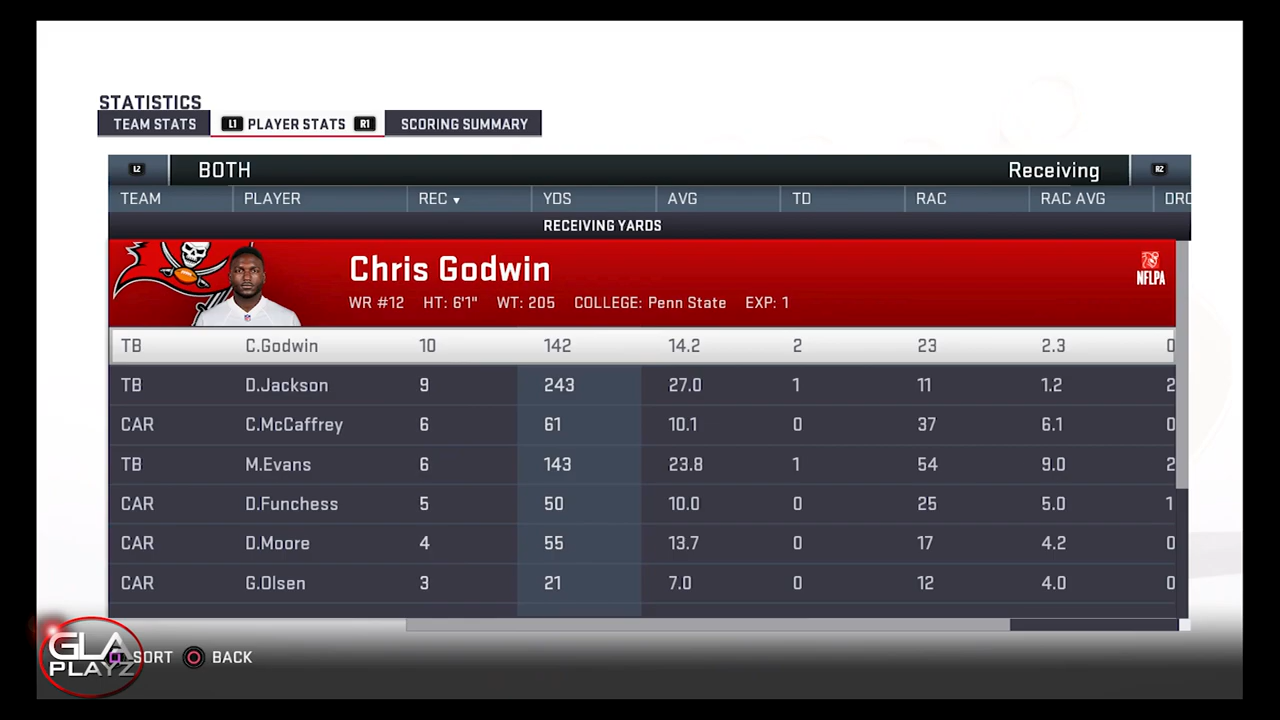 STATISTICS
TEAM STATS L1 PLAYER STATS R1 SCORING SUMMARY
L2 BOTH Receiving R2
TEAM PLAYER REC ▼ YDS AVG TD RAC RAC AVG DRO
RECEIVING YARDS
Chris Godwin
WR #12 HT: 6'1" WT: 205 COLLEGE: Penn State EXP: 1
NFLPA
TB C.Godwin 10 142 14.2 2 23 2.3 0
TB D.Jackson 9 243 27.0 1 11 1.2 2
CAR C.McCaffrey 6 61 10.1 0 37 6.1 0
TB M.Evans 6 143 23.8 1 54 9.0 2
CAR D.Funchess 5 50 10.0 0 25 5.0 1
CAR D.Moore 4 55 13.7 0 17 4.2 0
CAR G.Olsen 3 21 7.0 0 12 4.0 0
GLA
PLAYZ
SORT BACK